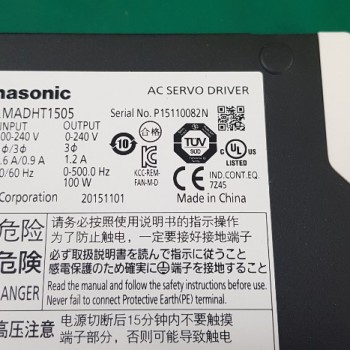 nasonic
AC SERVO DRIVER
MADHT1505
Serial No. P15110082N
INPUT OUTPUT
00-240 V 0-240 V
ϕ/3ϕ 3ϕ
.6 A/0.9 A 1.2 A
0/60 Hz 0-500.0 Hz
100 W
10
合格
KCC-REM-
FAN-M-D
TÜV
SÜD
C UL US
LISTED
IND. CONT. EQ.
7245
Corporation 20151101
Made in China
危险
请务必按照使用说明书的指示操作
为了防止触电，一定要接好接地端子
危険
必ず取扱説明書を読んで指示に従うこと
感電保護のため確実に⏚端子を接地すること
ANGER
Read the manual and follow the safety instructions before use.
Never fail to connect Protective Earth(PE) terminal.
高压注意
电源切断后15分钟内不要触摸
端子部分，否则可能导致触电